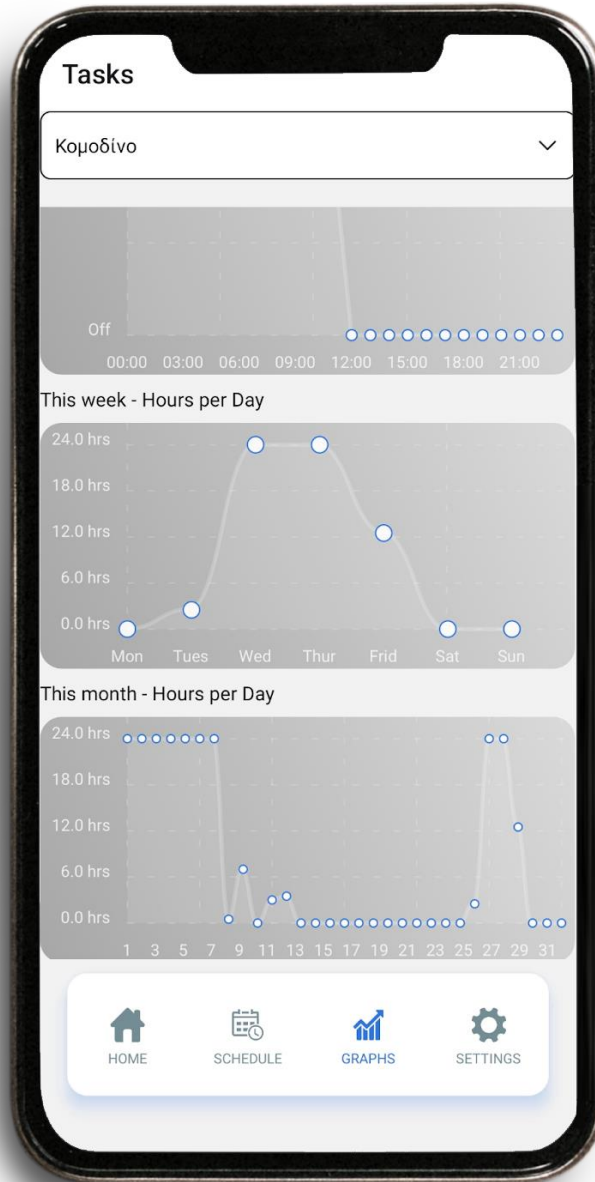 Tasks
Κομοδίνο
Off
00:00 03:00 06:00 09:00 12:00 15:00 18:00 21:00
This week - Hours per Day
24.0 hrs
18.0 hrs
12.0 hrs
6.0 hrs
0.0 hrs
Mon Tues Wed Thur Frid Sat Sun
This month - Hours per Day
24.0 hrs
18.0 hrs
12.0 hrs
6.0 hrs
0.0 hrs
1 3 5 7 9 11 13 15 17 19 21 23 25 27 29 31
HOME SCHEDULE GRAPHS SETTINGS